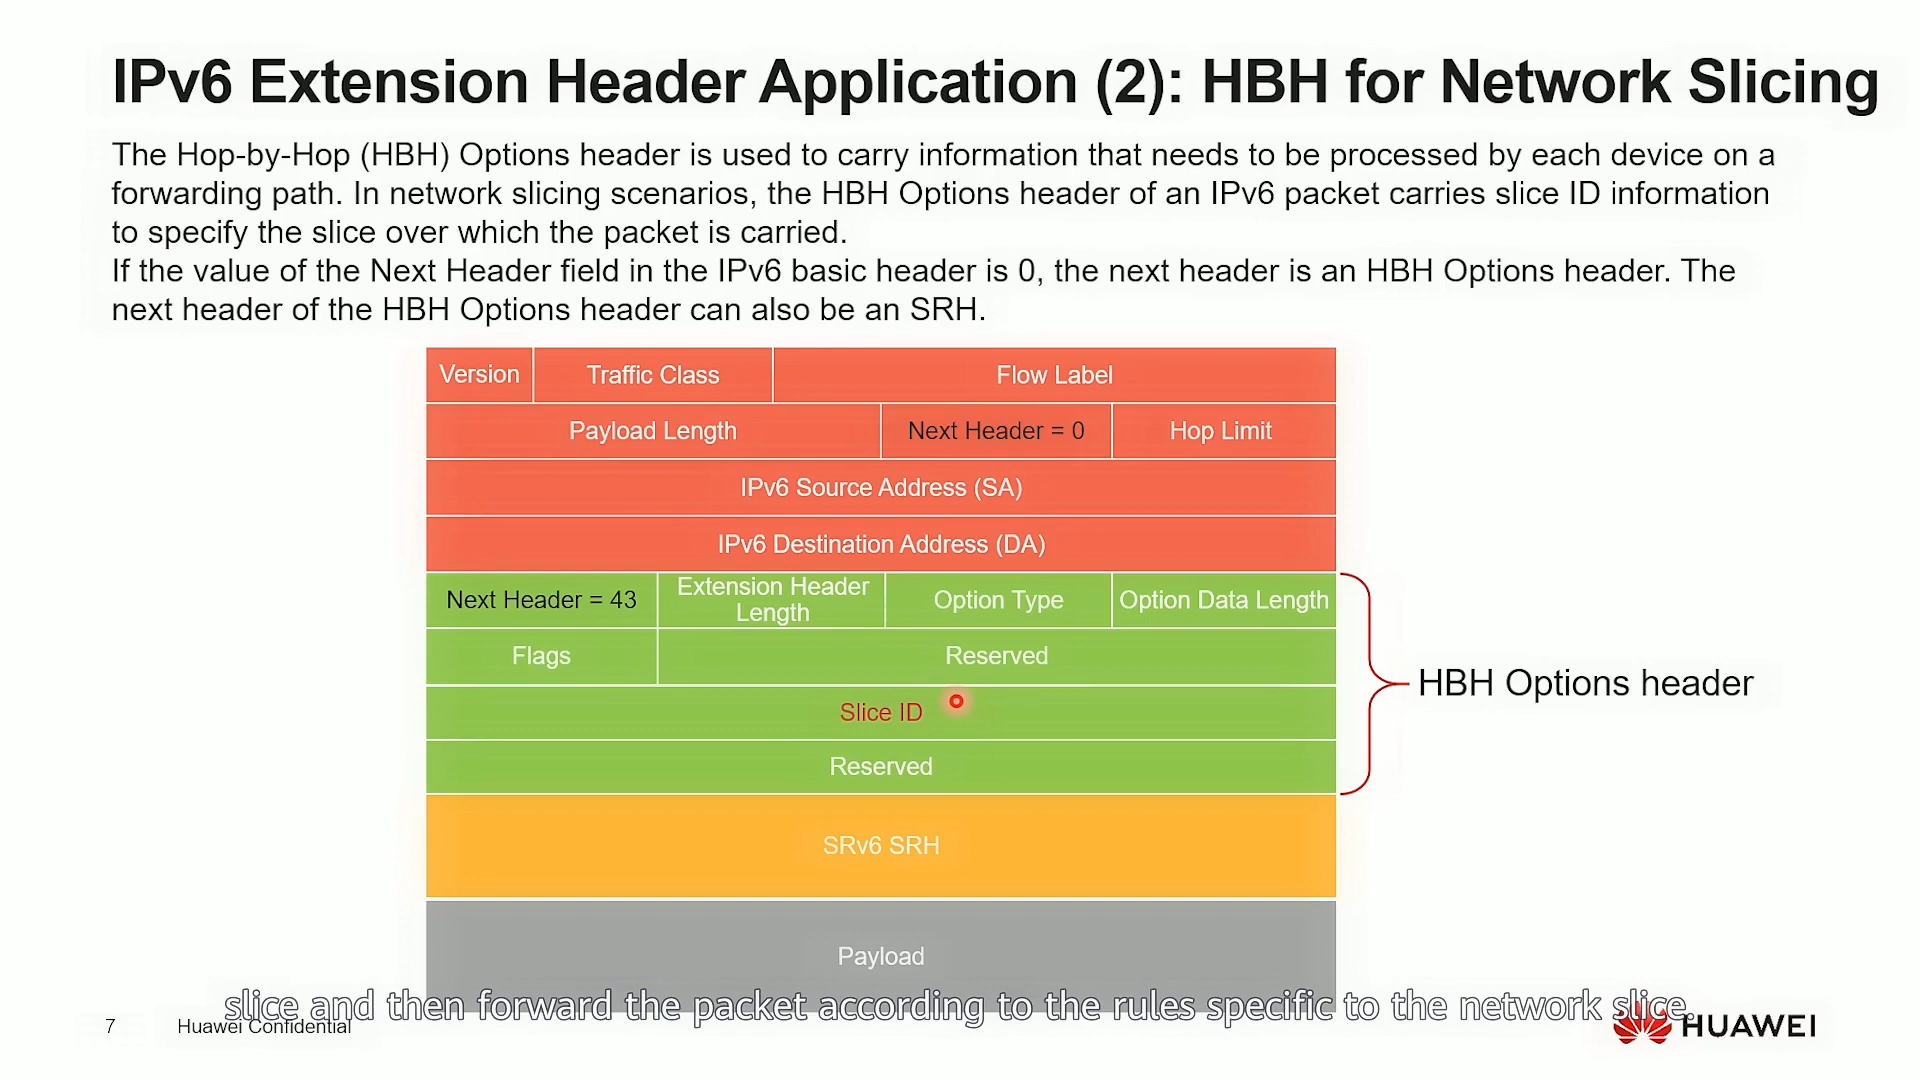 IPv6 Extension Header Application (2): HBH for Network Slicing
The Hop-by-Hop (HBH) Options header is used to carry information that needs to be processed by each device on a
forwarding path. In network slicing scenarios, the HBH Options header of an IPv6 packet carries slice ID information
to specify the slice over which the packet is carried.
If the value of the Next Header field in the IPv6 basic header is 0, the next header is an HBH Options header. The
next header of the HBH Options header can also be an SRH.
Version Traffic Class Flow Label
Payload Length Next Header = 0 Hop Limit
IPv6 Source Address (SA)
IPv6 Destination Address (DA)
Next Header = 43 Extension Header Option Type Option Data Length
Length
Flags Reserved
HBH Options header
Slice ID
Reserved
SRv6 SRH
Payload
slice and then forward the packet according to the rules specific to the network slice.
7 Huawei Confidential
HUAWEI